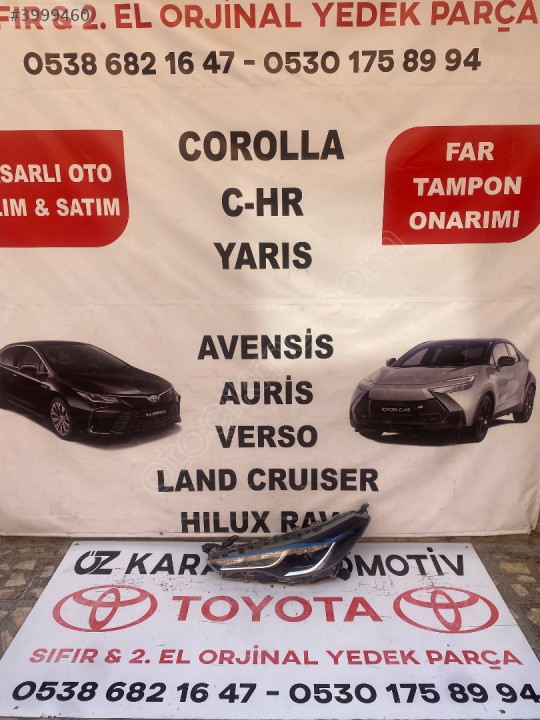 #3999460
SIFIR & 2. EL ORJİNAL YEDEK PARÇA
0538 682 16 47 - 0530 175 89 94
COROLLA
C-HR
YARIS
SARLI OTO
LIM & SATIM
FAR
TAMPON
ONARIMI
AVENSİS
AURİS
VERSO
LAND CRUISER
HILUX RAV
ÖZ KARA OMOTİV
TOYOTA
SIFIR & 2. EL ORJİNAL YEDEK PARÇA
0538 682 16 47 - 0530 175 89 94